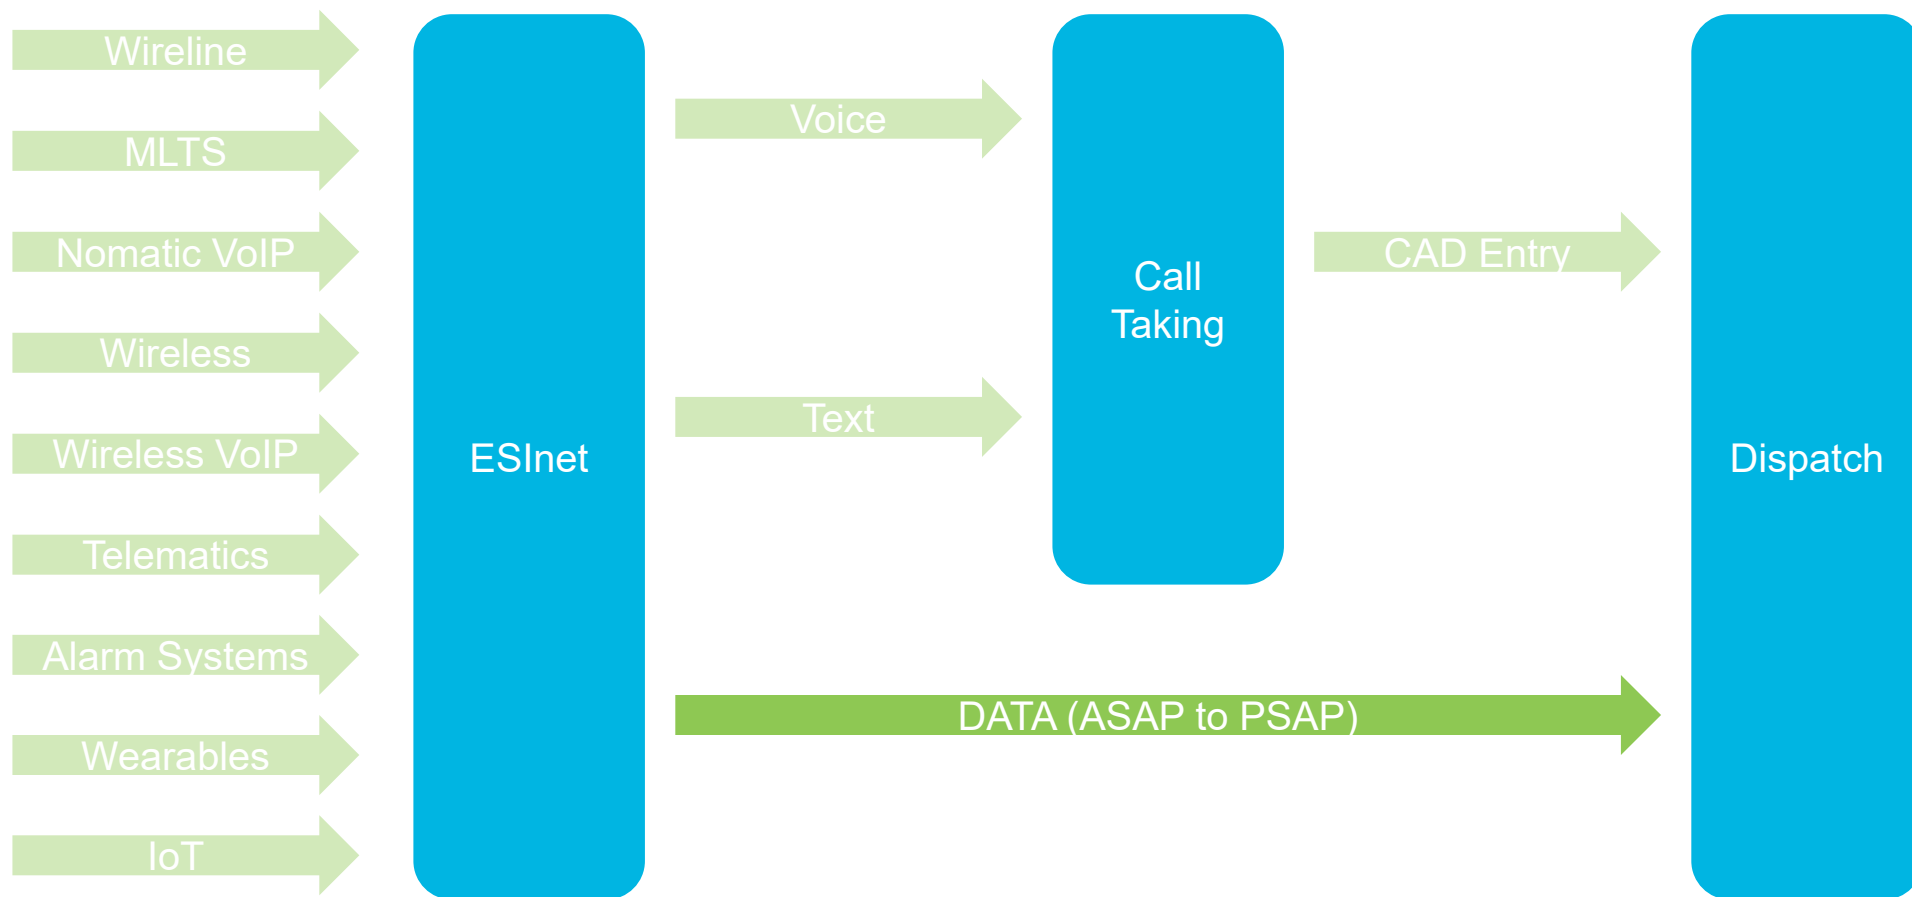 Wireline
MLTS
Nomatic VoIP
Wireless
Wireless VoIP
Telematics
Alarm Systems
Wearables
IoT
ESInet
Voice
Text
DATA (ASAP to PSAP)
Call
Taking
CAD Entry
Dispatch